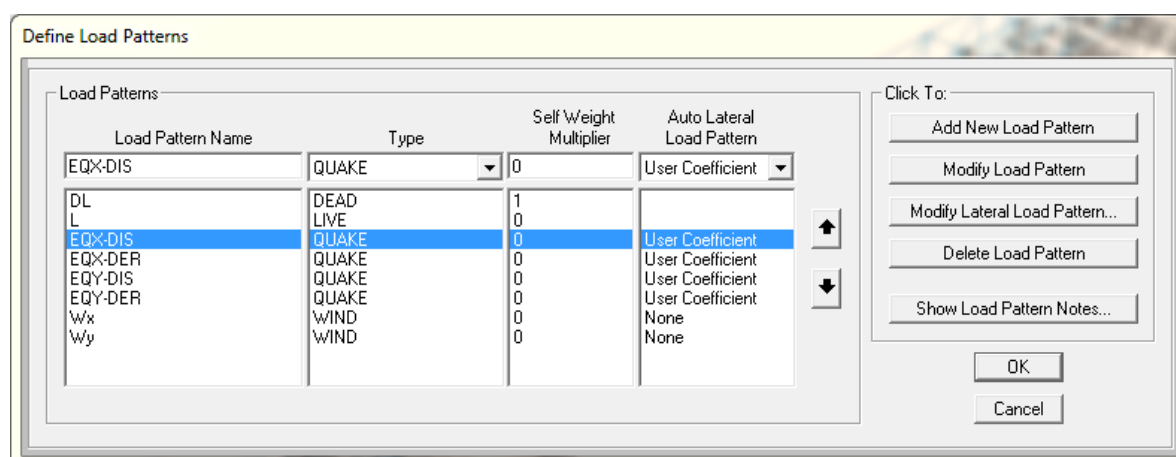 Define Load Patterns
Load Patterns
Click To:
Load Pattern Name Type Self Weight Multiplier Auto Lateral Load Pattern
EQX-DIS QUAKE 0 User Coefficient
DL DEAD 1
L LIVE 0
EQX-DIS QUAKE 0 User Coefficient
EQX-DER QUAKE 0 User Coefficient
EQY-DIS QUAKE 0 User Coefficient
EQY-DER QUAKE 0 User Coefficient
Wx WIND 0 None
Wy WIND 0 None
Add New Load Pattern
Modify Load Pattern
Modify Lateral Load Pattern...
Delete Load Pattern
Show Load Pattern Notes...
OK
Cancel